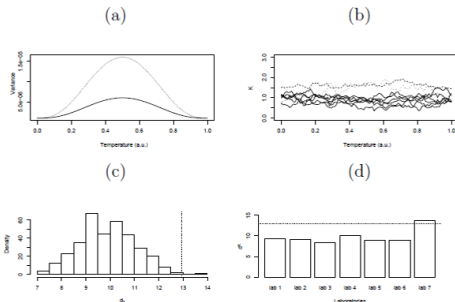 (a)
(b)
Variance
5.0e-06
1.5e-05
0.0
0.2
0.4
0.6
0.8
1.0
Temperature (a.u.)
K
0.0
1.0
2.0
3.0
0.0
0.2
0.4
0.6
0.8
1.0
Temperature (a.u.)
(c)
(d)
Density
0
20
40
60
7
8
9
10
11
12
13
14
0
5
10
15
lab 1
lab 2
lab 3
lab 4
lab 5
lab 6
lab 7
Laboratories